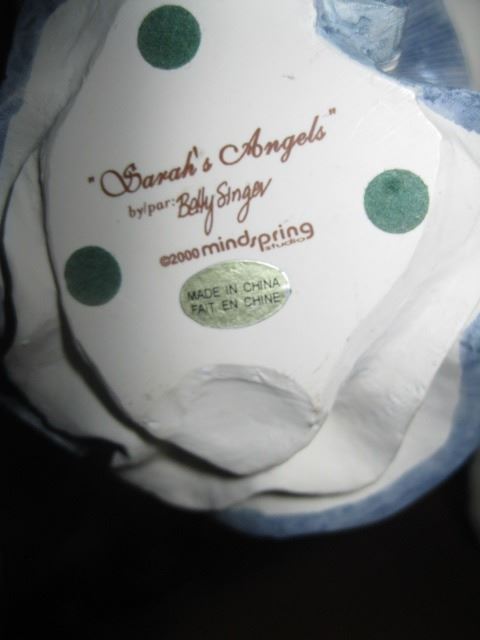 "Sarah's Angels"
by/par: Betty Singer
©2000 mindspring
studio
MADE IN CHINA
FAIT EN CHINE